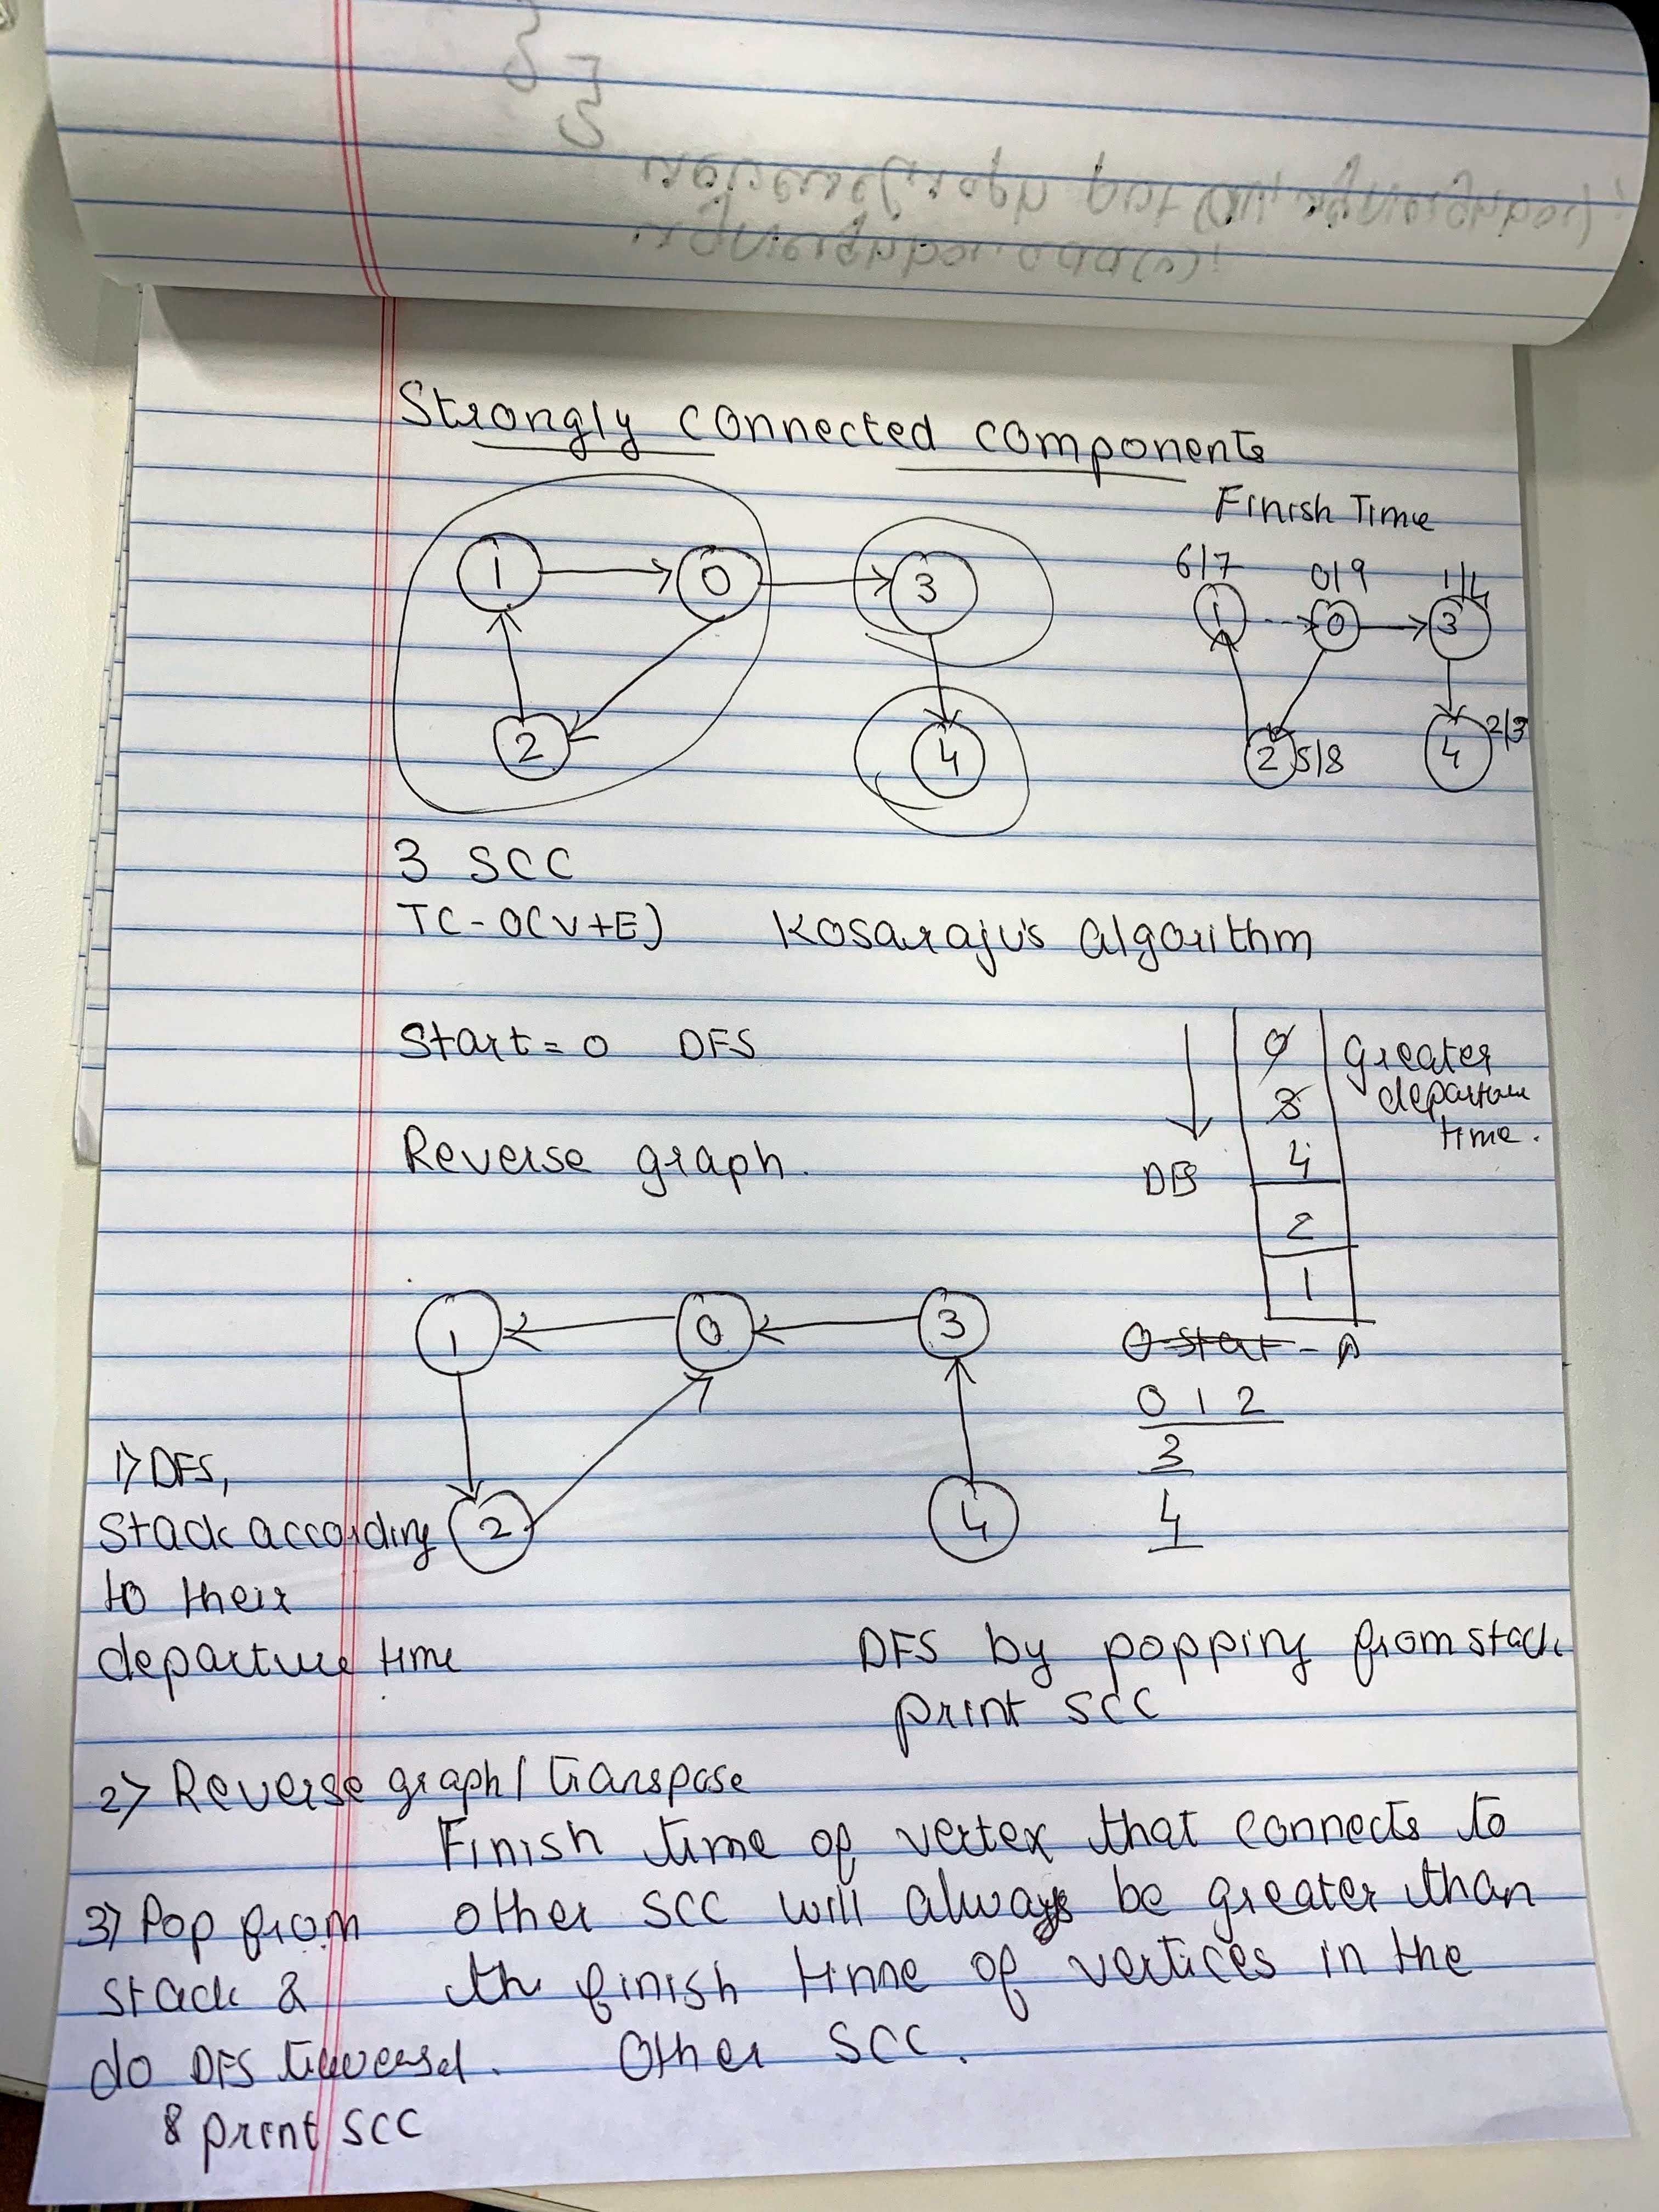 Strongly connected components
Finish Time
6/7 0/9 1/4
1 0 3
1 0 3
2 4
2 5/8 4 2/3
3 SCC
TC - O(V+E) Kosaraju's algorithm
Start = 0 DFS
0
3
4
2
1
Greater
departure
time.
DFS
Reverse graph.
1 0 3
2 4
0 start -
0 1 2
3
4
1) DFS,
Stack according
to their
departure time
DFS by popping from stack
print SCC
2) Reverse graph / transpose
Finish time of vertex that connects to
other SCC will always be greater than
the finish time of vertices in the
other SCC.
3) Pop from
stack &
do DFS traversal.
& print SCC